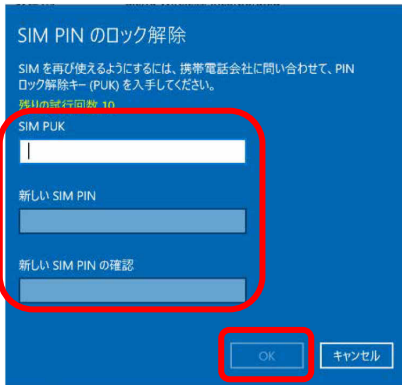 SIM PIN のロック解除
SIM を再び使えるようにするには、携帯電話会社に問い合わせて、PIN
ロック解除キー (PUK) を入手してください。
残りの試行回数 10
SIM PUK
新しい SIM PIN
新しい SIM PIN の確認
OK
キャンセル